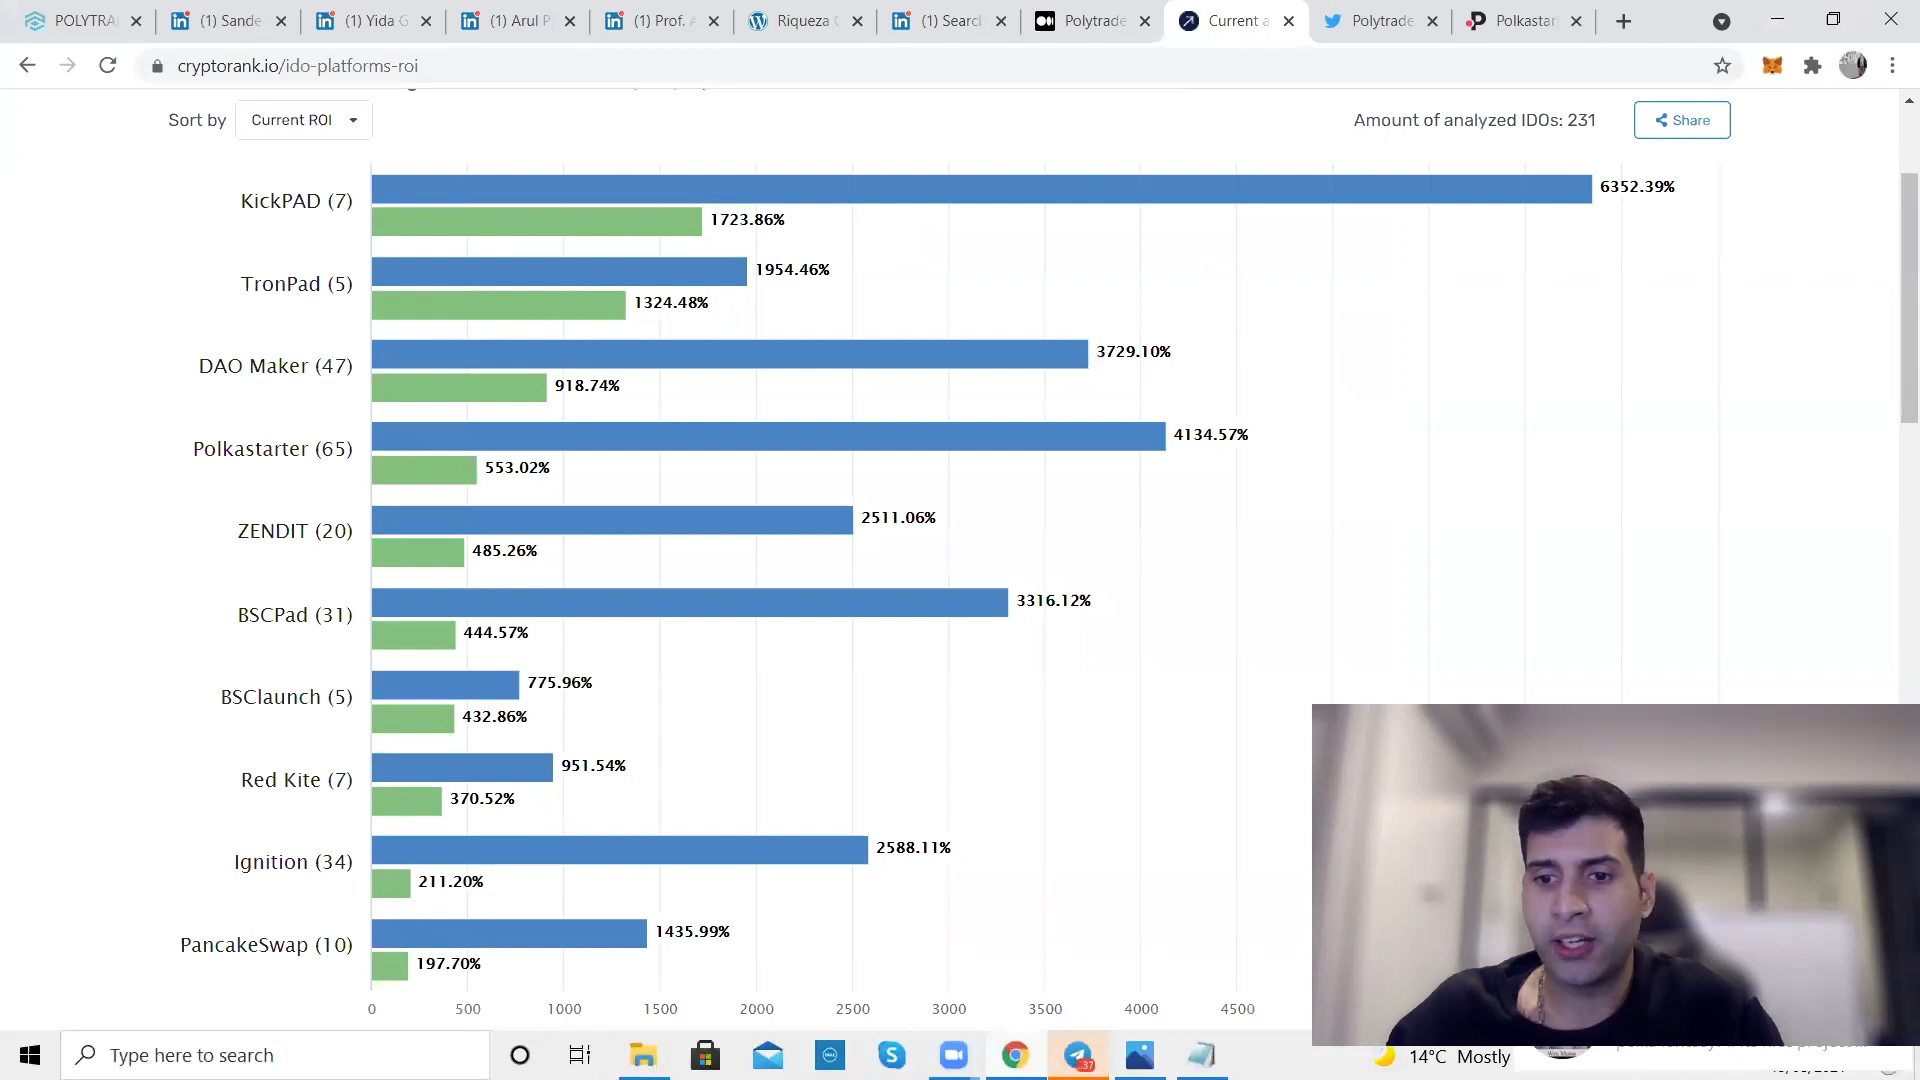 POLYTRA
(1) Sande
(1) Yida G
(1) Arul P
(1) Prof. A
Riqueza C
(1) Search
Polytrade
Current a
Polytrade
Polkastar
cryptorank.io/ido-platforms-roi
Sort by
Current ROI
Amount of analyzed IDOs: 231
Share
KickPAD (7)
6352.39%
1723.86%
TronPad (5)
1954.46%
1324.48%
DAO Maker (47)
3729.10%
918.74%
Polkastarter (65)
4134.57%
553.02%
ZENDIT (20)
2511.06%
485.26%
BSCPad (31)
3316.12%
444.57%
BSClaunch (5)
775.96%
432.86%
Red Kite (7)
951.54%
370.52%
Ignition (34)
2588.11%
211.20%
PancakeSwap (10)
1435.99%
197.70%
0 500 1000 1500 2000 2500 3000 3500 4000 4500
Type here to search
DELL
37
14°C Mostly